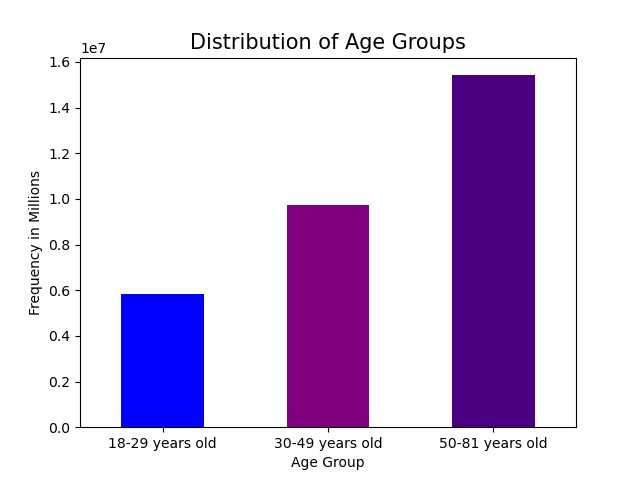 Distribution of Age Groups
1e7
1.6
1.4
1.2
1.0
0.8
0.6
0.4
0.2
0.0
Frequency in Millions
18-29 years old
30-49 years old
50-81 years old
Age Group